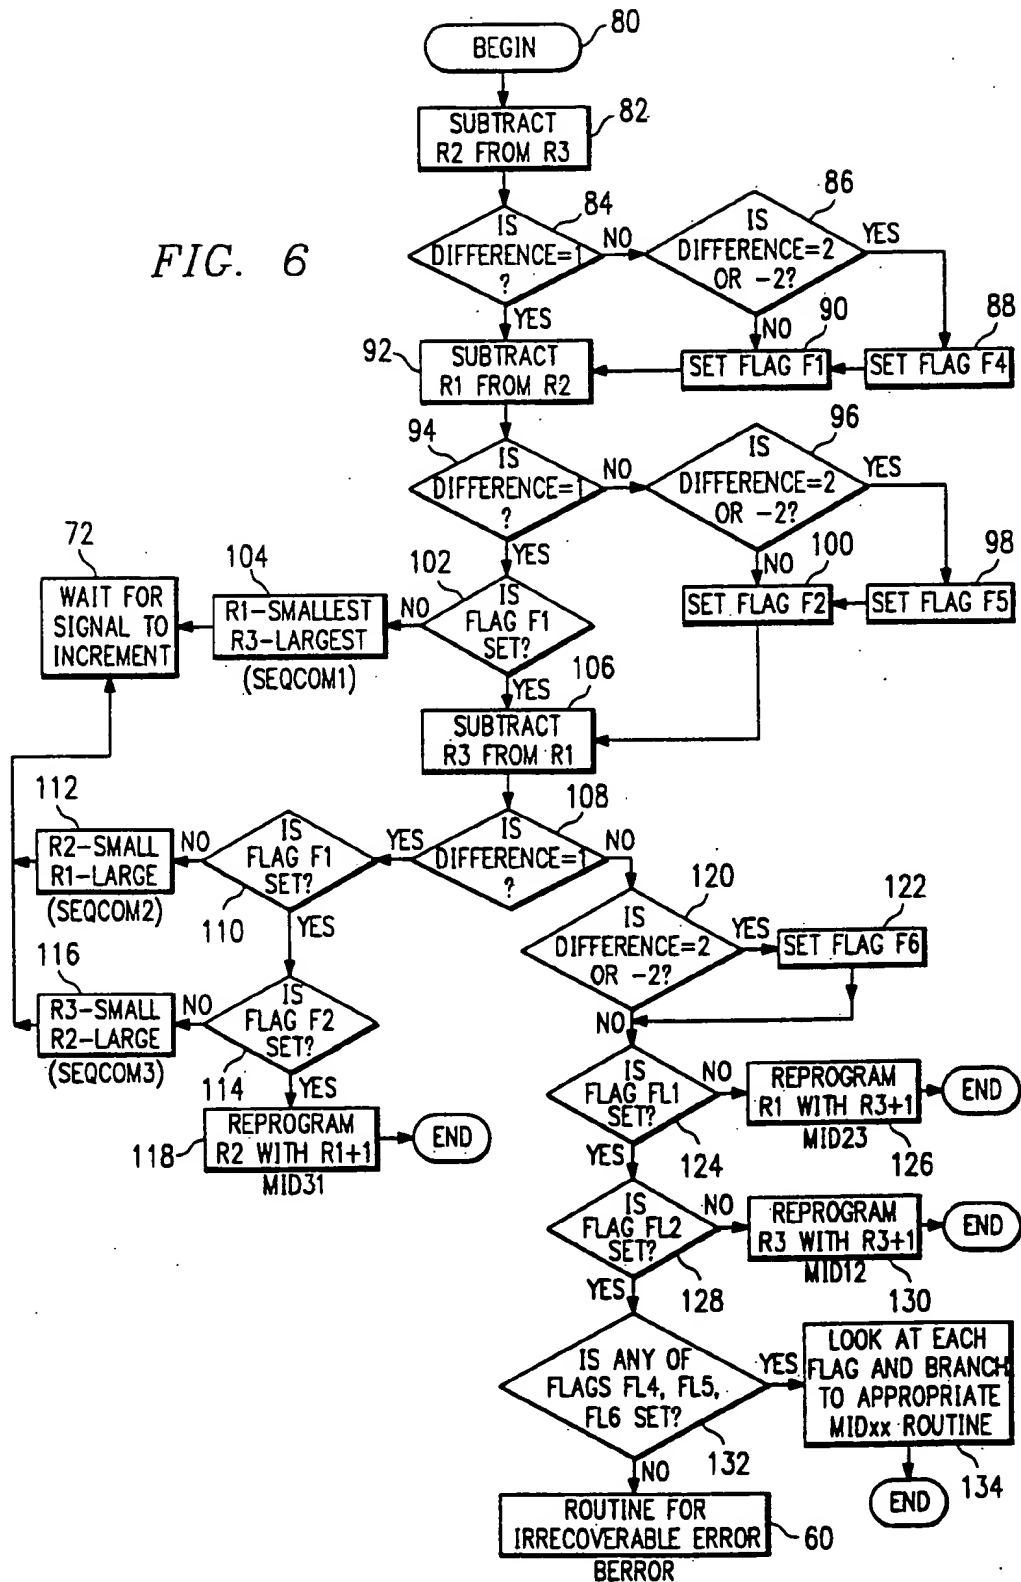 80
BEGIN
82
SUBTRACT
R2 FROM R3
FIG. 6
84
IS
DIFFERENCE=1
?
NO
YES
86
IS
DIFFERENCE=2
OR -2?
YES
NO
90
SET FLAG F1
88
SET FLAG F4
92
SUBTRACT
R1 FROM R2
94
IS
DIFFERENCE=1
?
NO
YES
96
IS
DIFFERENCE=2
OR -2?
YES
NO
100
SET FLAG F2
98
SET FLAG F5
72
WAIT FOR
SIGNAL TO
INCREMENT
104
R1-SMALLEST
R3-LARGEST
(SEQCOM1)
NO
102
IS
FLAG F1
SET?
YES
106
SUBTRACT
R3 FROM R1
108
IS
DIFFERENCE=1
?
YES
NO
112
R2-SMALL
R1-LARGE
(SEQCOM2)
NO
IS
FLAG F1
SET?
110
YES
116
R3-SMALL
R2-LARGE
(SEQCOM3)
NO
IS
FLAG F2
SET?
114
YES
118
REPROGRAM
R2 WITH R1+1
MID31
END
120
IS
DIFFERENCE=2
OR -2?
YES
NO
122
SET FLAG F6
IS
FLAG FL1
SET?
124
NO
YES
REPROGRAM
R1 WITH R3+1
MID23
126
END
IS
FLAG FL2
SET?
128
NO
YES
REPROGRAM
R3 WITH R3+1
MID12
130
END
IS ANY OF
FLAGS FL4, FL5,
FL6 SET?
132
YES
NO
LOOK AT EACH
FLAG AND BRANCH
TO APPROPRIATE
MIDxx ROUTINE
134
END
ROUTINE FOR
IRRECOVERABLE ERROR
BERROR
60